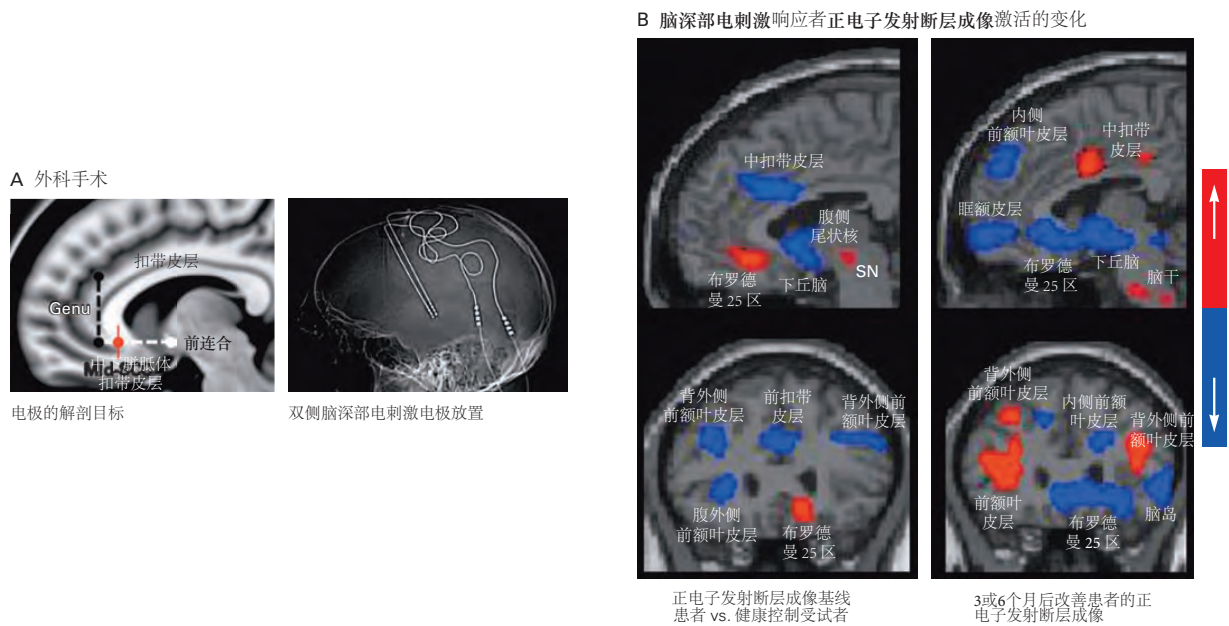 A 外科手术
扣带皮层
Genu
前连合
扣带皮层
电极的解剖目标
双侧脑深部电刺激电极放置
B 脑深部电刺激响应者正电子发射断层成像激活的变化
中扣带皮层
腹侧
尾状核
SN
布罗德
曼 25 区
下丘脑
内侧
前额叶皮层
中扣带
皮层
眶额皮层
布罗德
曼 25 区
下丘脑
脑干
背外侧
前额叶皮层
前扣带
皮层
背外侧前
额叶皮层
腹外侧
前额叶皮层
布罗德
曼 25 区
背外侧
前额叶皮层
内侧前额
叶皮层
背外侧前
额叶皮层
前额叶
皮层
布罗德
曼 25 区
脑岛
正电子发射断层成像基线
患者 vs. 健康控制受试者
3或6个月后改善患者的正
电子发射断层成像